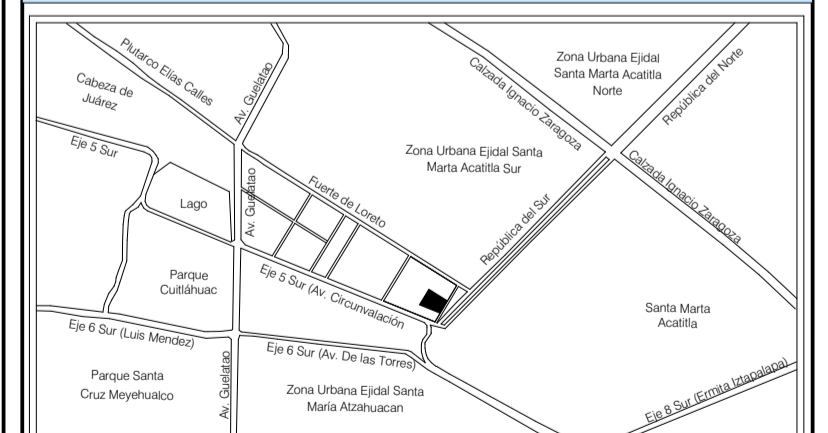 Plutarco Elías Calles
Cabeza de
Juárez
Av. Guelatao
Calzada Ignacio Zaragoza
Zona Urbana Ejidal
Santa Marta Acatitla
Norte
República del Norte
Eje 5 Sur
Zona Urbana Ejidal Santa
Marta Acatitla Sur
Calzada Ignacio Zaragoza
Lago
Av. Guelatao
Fuerte de Loreto
República del Sur
Parque
Cuitláhuac
Eje 5 Sur (Av. Circunvalación
Santa Marta
Acatitla
Eje 6 Sur (Luis Mendez)
Eje 6 Sur (Av. De las Torres)
Parque Santa
Cruz Meyehualco
Av. Guelatao
Zona Urbana Ejidal Santa
María Atzahuacan
Eje 8 Sur (Ermita Iztapalapa)